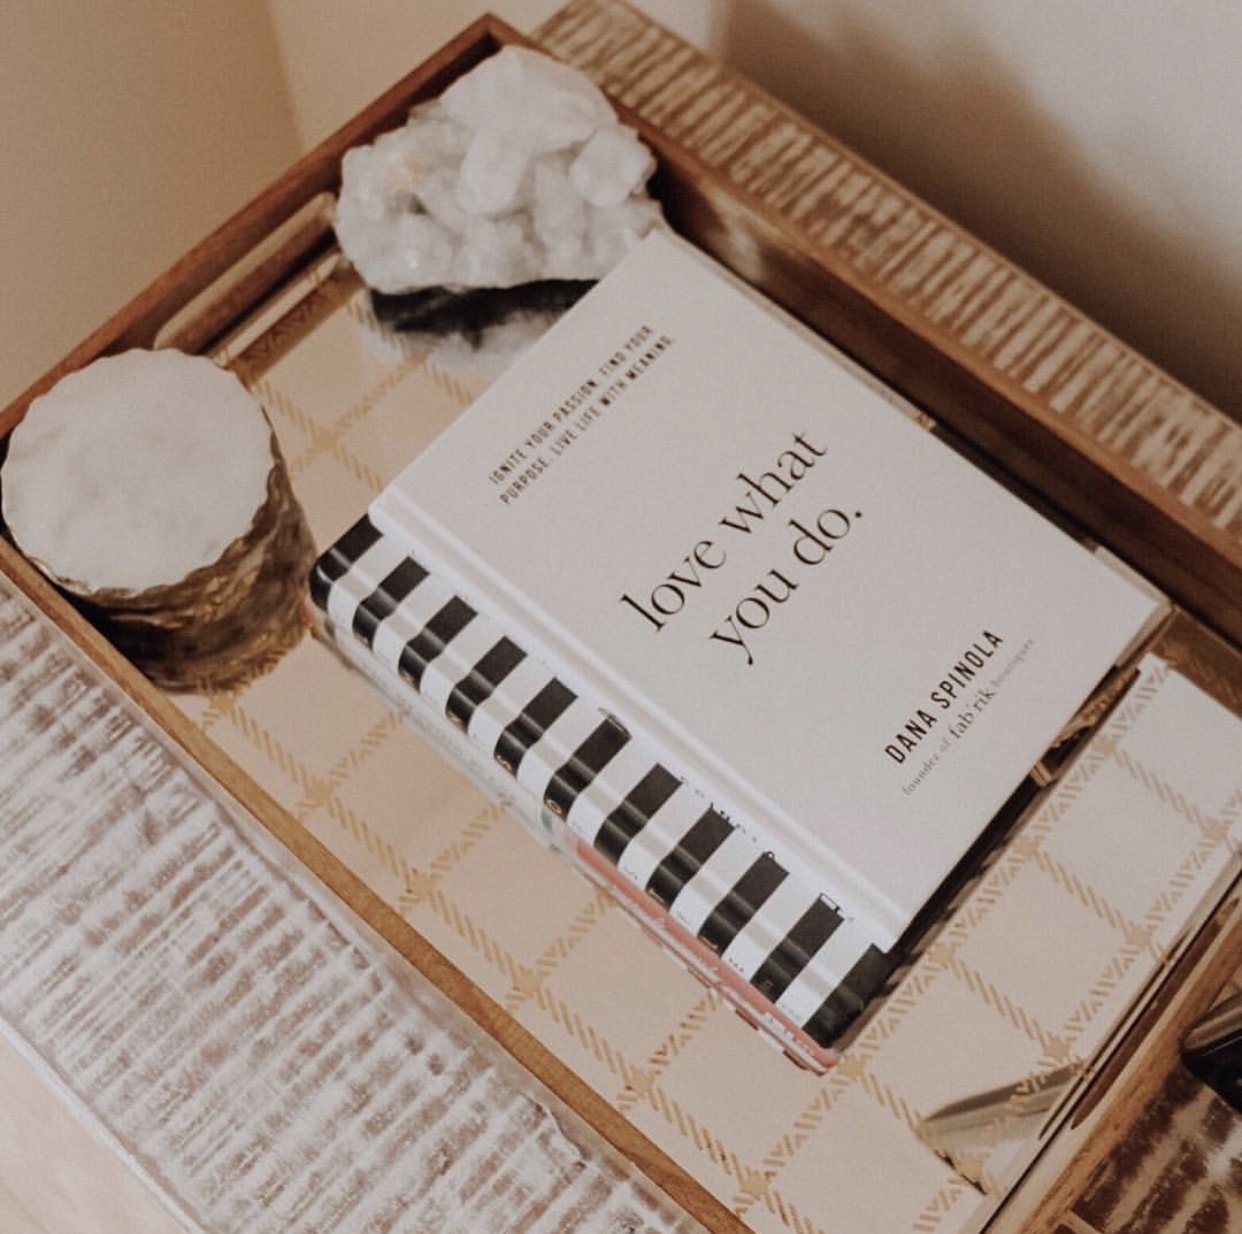 IGNITE YOUR PASSION. FIND YOUR
PURPOSE. LIVE LIFE WITH MEANING.
love what
you do.
DANA SPINOLA
founder of fab'rik boutiques